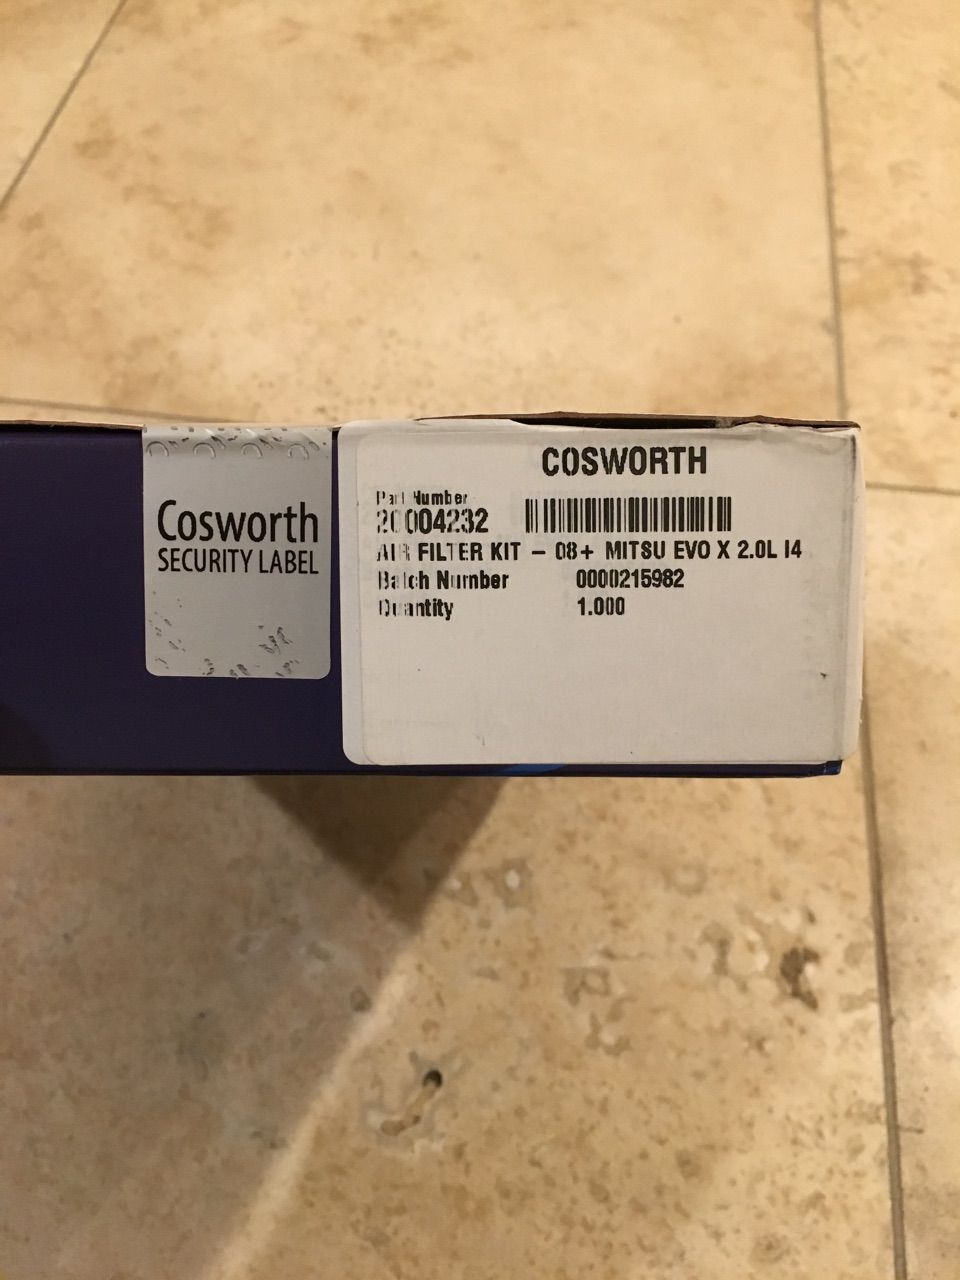 Cosworth
SECURITY LABEL
COSWORTH
Part Number
20004232
AIR FILTER KIT - 08+ MITSU EVO X 2.0L I4
Batch Number 0000215982
Quantity 1.000